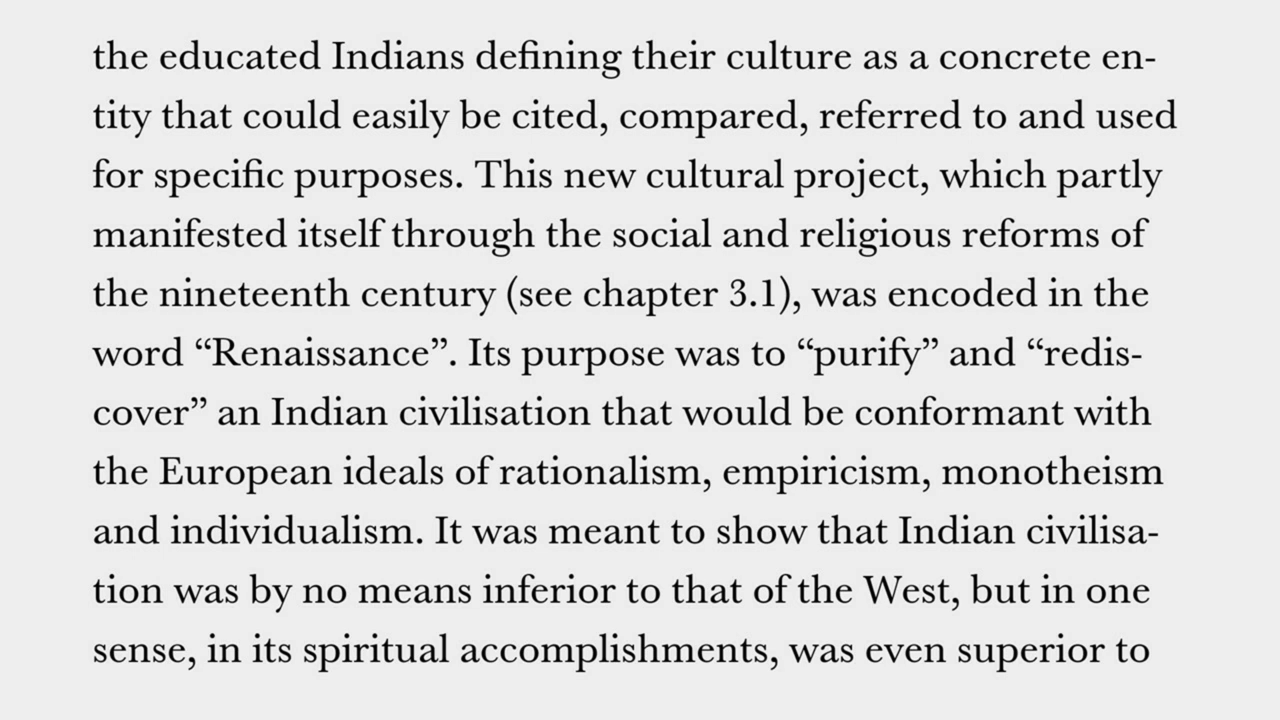 the educated Indians defining their culture as a concrete en-
tity that could easily be cited, compared, referred to and used
for specific purposes. This new cultural project, which partly
manifested itself through the social and religious reforms of
the nineteenth century (see chapter 3.1), was encoded in the
word “Renaissance”. Its purpose was to “purify” and “redis-
cover” an Indian civilisation that would be conformant with
the European ideals of rationalism, empiricism, monotheism
and individualism. It was meant to show that Indian civilisa-
tion was by no means inferior to that of the West, but in one
sense, in its spiritual accomplishments, was even superior to